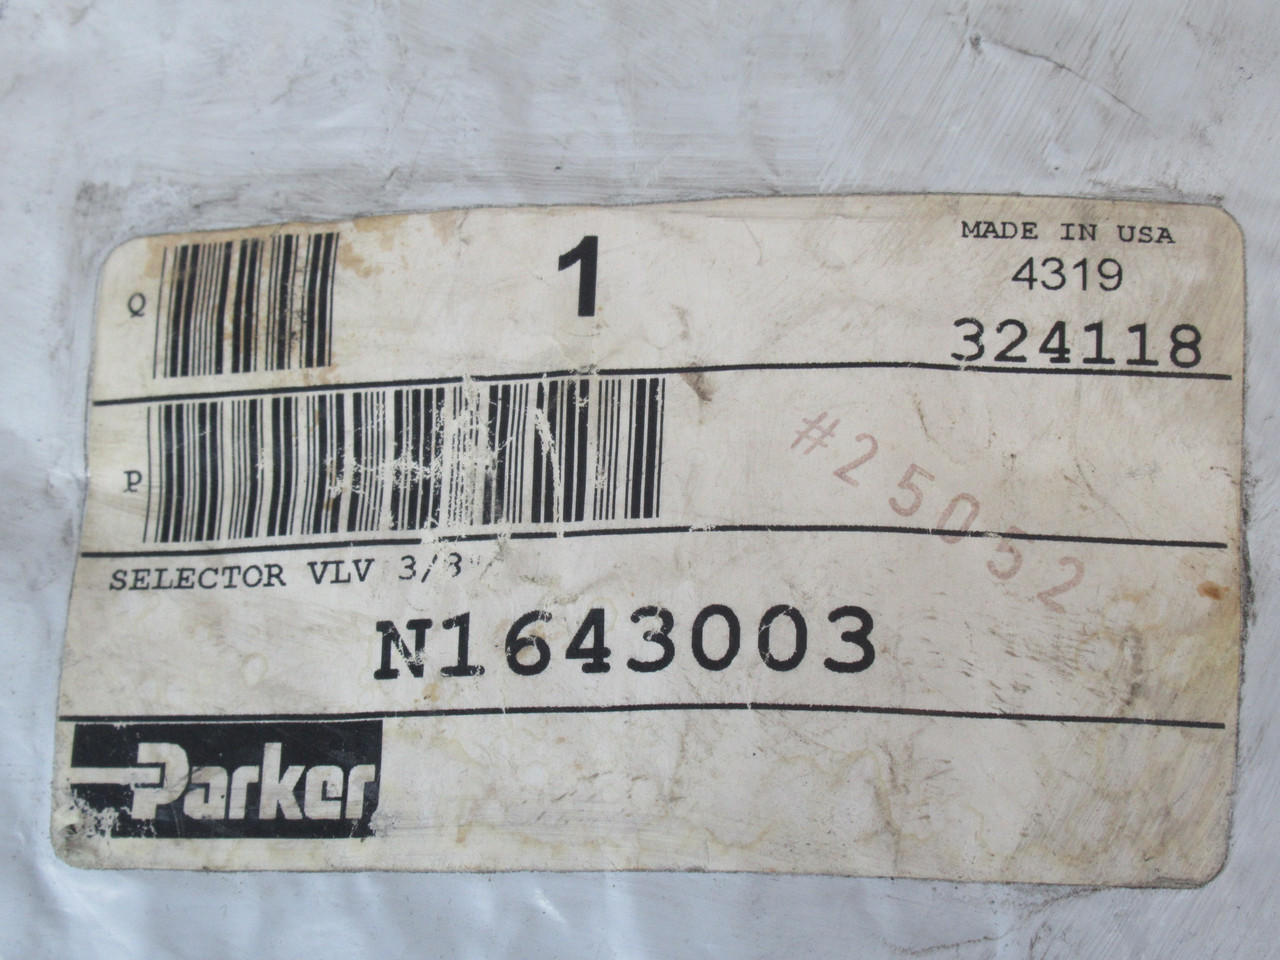 Q
1
MADE IN USA
4319
324118
P
#25052
SELECTOR VLV 3/8"
N1643003
Parker